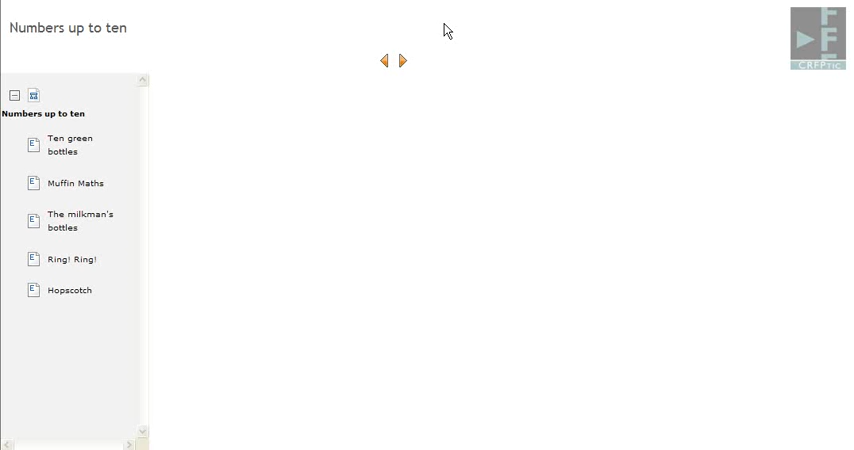 Numbers up to ten
CRFPTIC
Numbers up to ten
Ten green
bottles
Muffin Maths
The milkman's
bottles
Ring! Ring!
Hopscotch